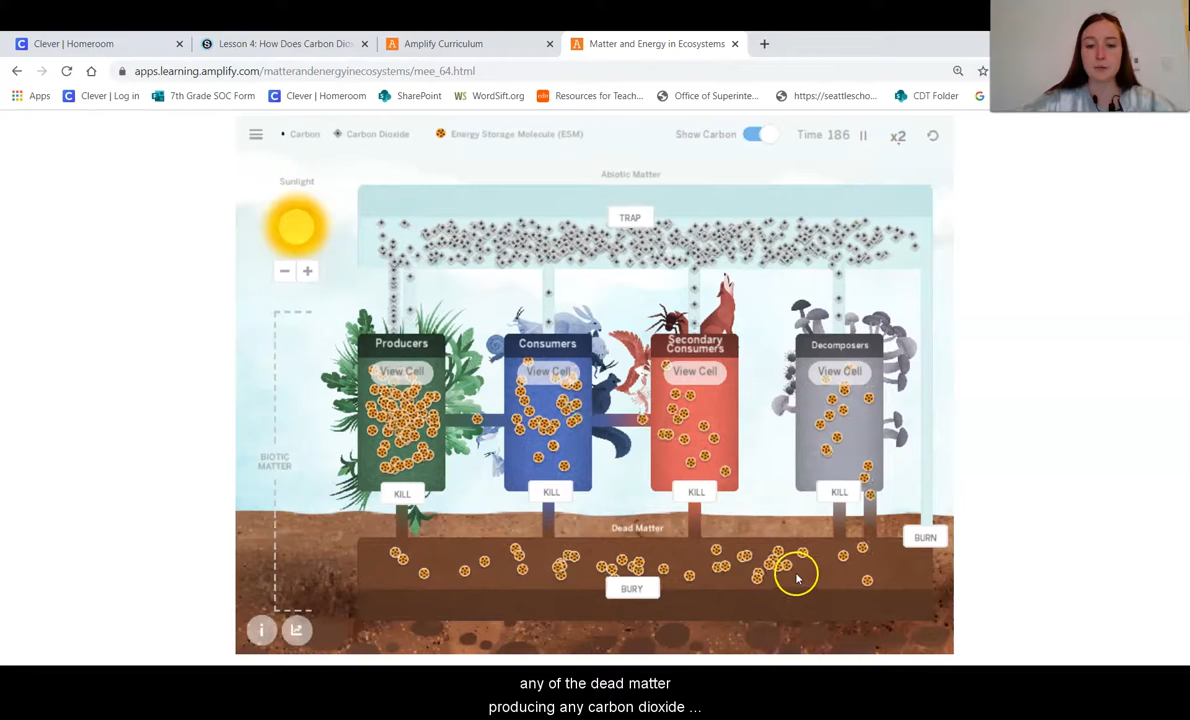 Clever | Homeroom
Lesson 4: How Does Carbon Diox
Amplify Curriculum
Matter and Energy in Ecosystems
apps.learning.amplify.com/matterandenergyinecosystems/mee_64.html
Apps
Clever | Log in
7th Grade SOC Form
Clever | Homeroom
SharePoint
WS WordSift.org
Resources for Teach...
Office of Superinte...
https://seattlescho...
CDT Folder
Carbon
Carbon Dioxide
Energy Storage Molecule (ESM)
Show Carbon
Time 186
x2
Sunlight
Abiotic Matter
TRAP
Producers
Consumers
Secondary
Consumers
Decomposers
View Cell
View Cell
View Cell
View Cell
BIOTIC
MATTER
KILL
KILL
KILL
KILL
Dead Matter
BURN
BURY
any of the dead matter
producing any carbon dioxide ...